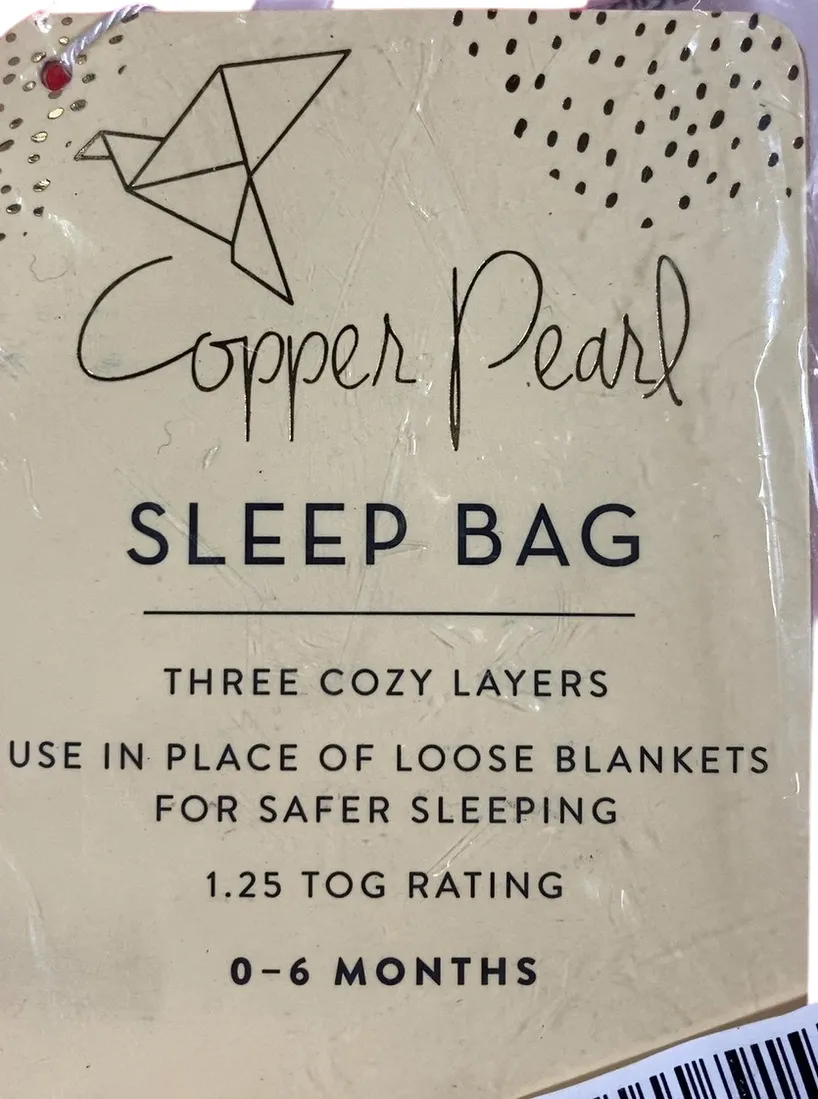 Copper Pearl
SLEEP BAG
THREE COZY LAYERS
USE IN PLACE OF LOOSE BLANKETS
FOR SAFER SLEEPING
1.25 TOG RATING
0-6 MONTHS